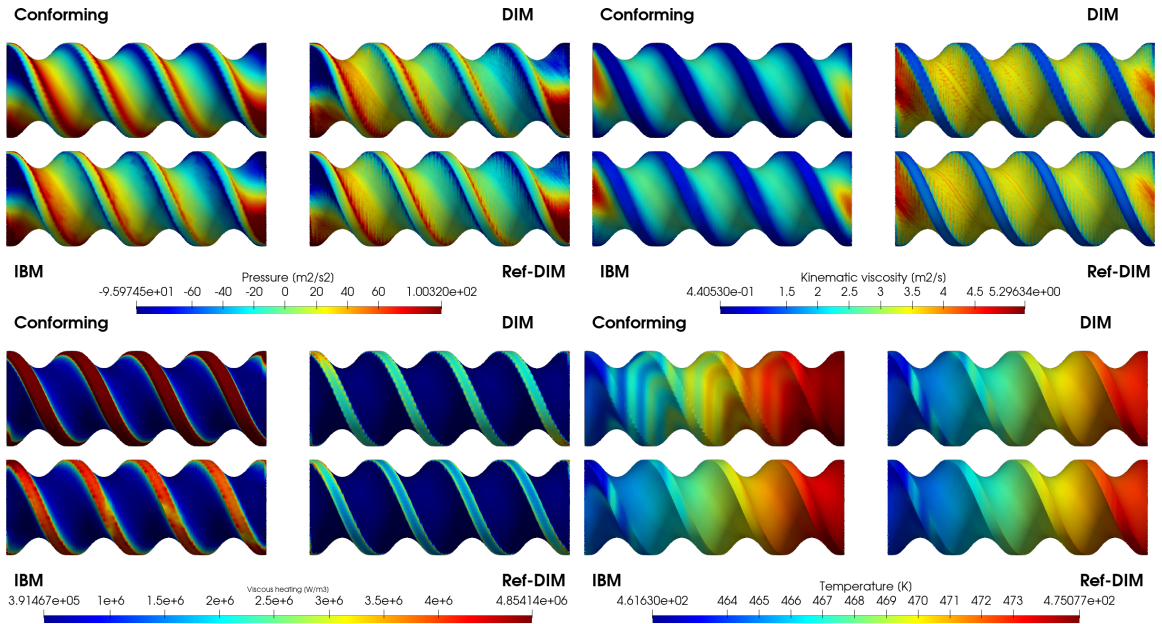 Conforming DIM Conforming DIM
IBM Ref-DIM IBM Ref-DIM
Pressure (m2/s2) Kinematic viscosity (m2/s)
-9.59745e+01 -60 -40 -20 0 20 40 60 1.00320e+02 4.40530e-01 1.5 2 2.5 3 3.5 4 4.5 5.29634e+00
Conforming DIM Conforming DIM
IBM Ref-DIM IBM Ref-DIM
Viscous heating (W/m3) Temperature (K)
3.91467e+05 1e+6 1.5e+6 2e+6 2.5e+6 3e+6 3.5e+6 4e+6 4.85414e+06 4.61630e+02 464 465 466 467 468 469 470 471 472 473 4.75077e+02